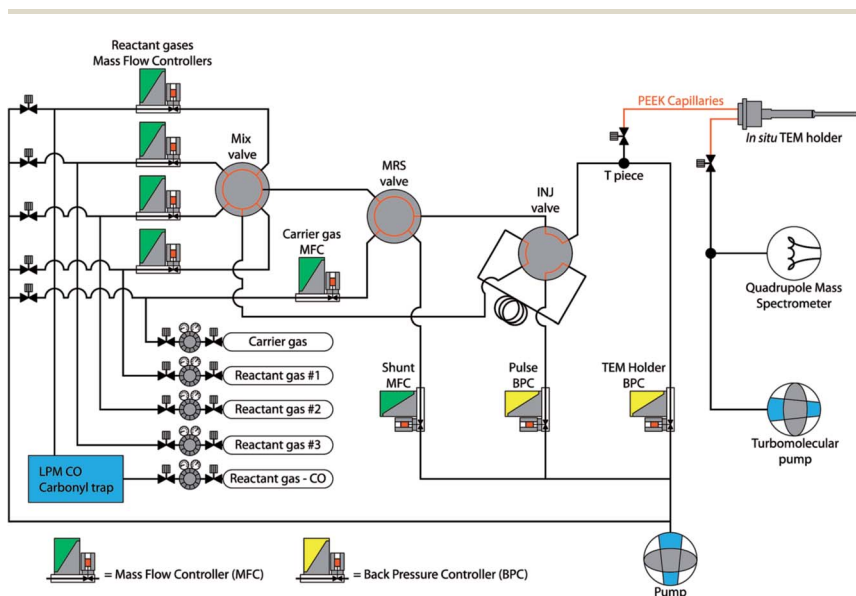 Reactant gases
Mass Flow Controllers
PEEK Capillaries
In situ TEM holder
Mix
valve
MRS
valve
T piece
INJ
valve
Carrier gas
MFC
Quadrupole Mass
Spectrometer
Carrier gas
Reactant gas #1
Reactant gas #2
Reactant gas #3
Reactant gas - CO
Shunt
MFC
Pulse
BPC
TEM Holder
BPC
Turbomolecular
pump
LPM CO
Carbonyl trap
= Mass Flow Controller (MFC)
= Back Pressure Controller (BPC)
Pump